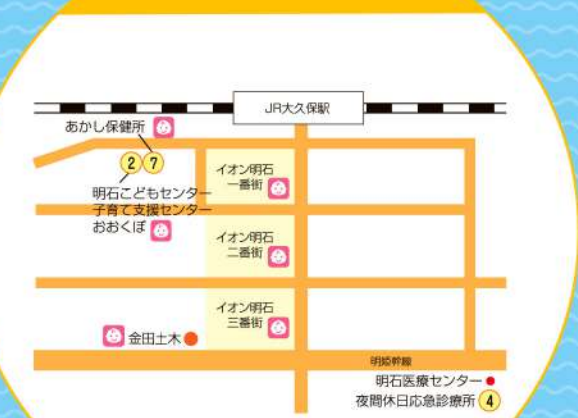 JR大久保駅
あかし保健所
2 7
明石こどもセンター
子育て支援センター
おおくぼ
イオン明石
一番街
イオン明石
二番街
イオン明石
三番街
金田土木
明姫幹線
明石医療センター
夜間休日応急診療所 4